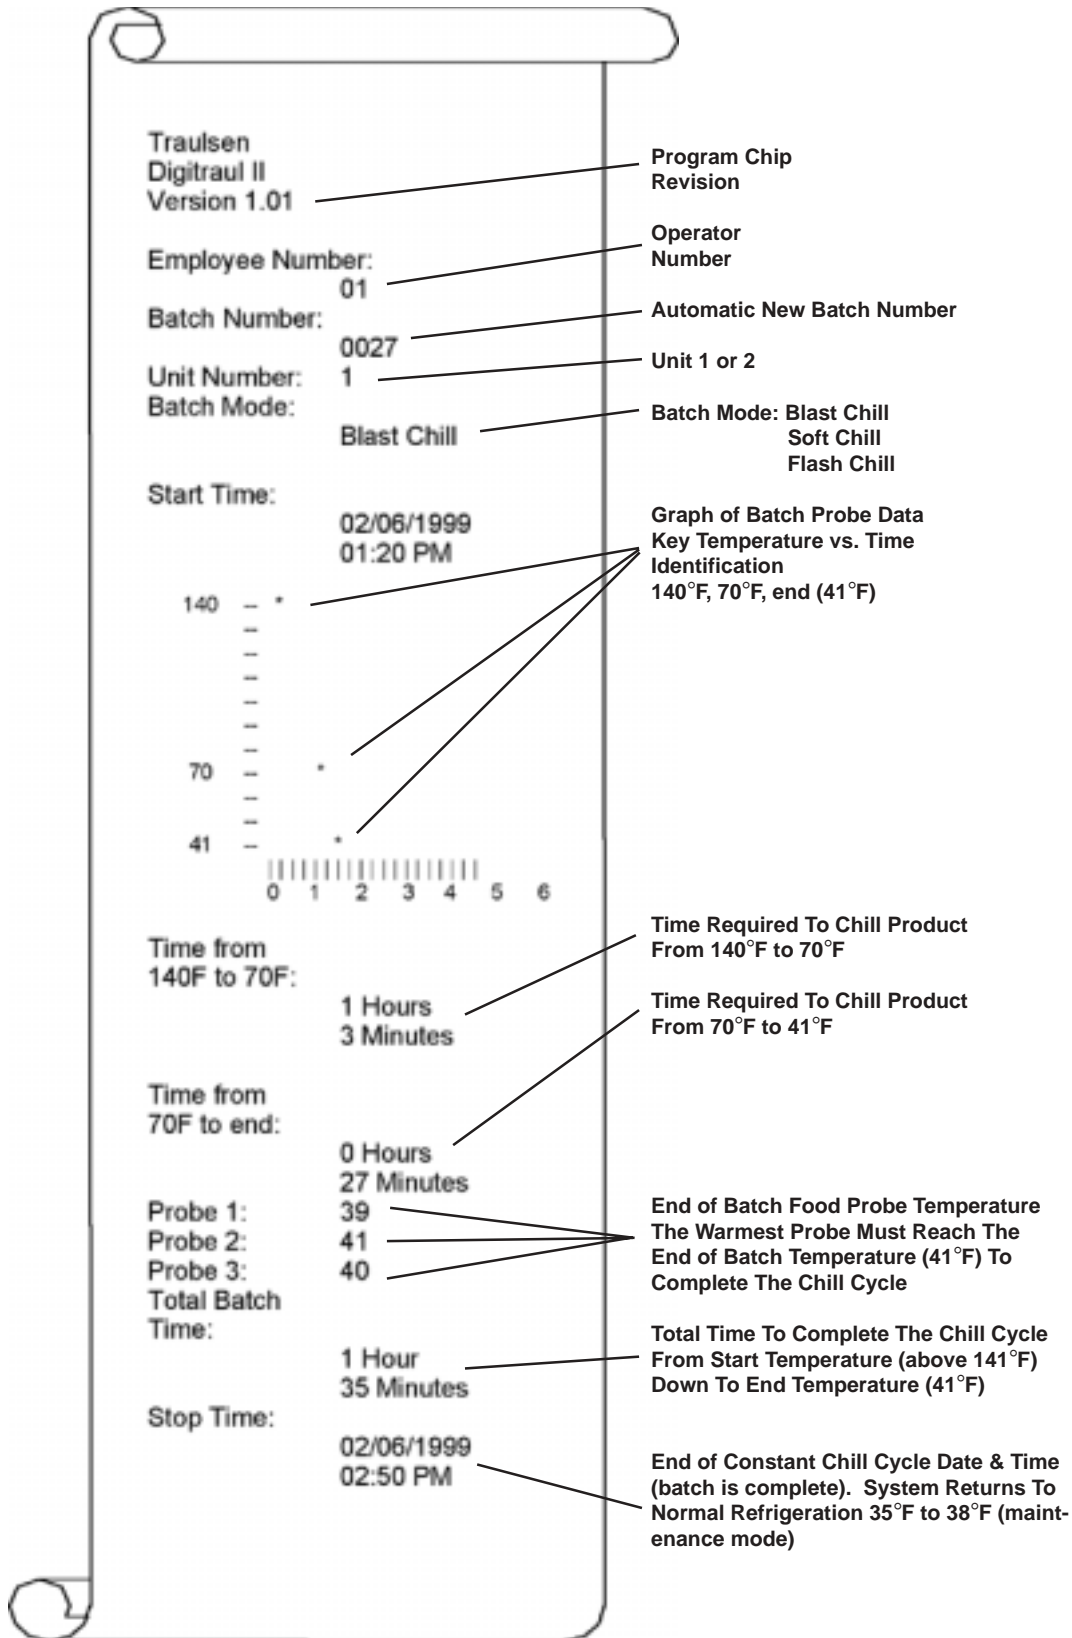 Traulsen
Digitraul II
Version 1.01
Program Chip
Revision
Employee Number:
01
Operator
Number
Batch Number:
0027
Automatic New Batch Number
Unit Number: 1
Unit 1 or 2
Batch Mode:
Blast Chill
Batch Mode: Blast Chill
Soft Chill
Flash Chill
Start Time:
02/06/1999
01:20 PM
Graph of Batch Probe Data
Key Temperature vs. Time
Identification
140°F, 70°F, end (41°F)
140
70
41
0 1 2 3 4 5 6
Time from
140F to 70F:
1 Hours
3 Minutes
Time Required To Chill Product
From 140°F to 70°F
Time from
70F to end:
0 Hours
27 Minutes
Time Required To Chill Product
From 70°F to 41°F
Probe 1: 39
Probe 2: 41
Probe 3: 40
End of Batch Food Probe Temperature
The Warmest Probe Must Reach The
End of Batch Temperature (41°F) To
Complete The Chill Cycle
Total Batch
Time:
1 Hour
35 Minutes
Total Time To Complete The Chill Cycle
From Start Temperature (above 141°F)
Down To End Temperature (41°F)
Stop Time:
02/06/1999
02:50 PM
End of Constant Chill Cycle Date & Time
(batch is complete). System Returns To
Normal Refrigeration 35°F to 38°F (maint-
enance mode)